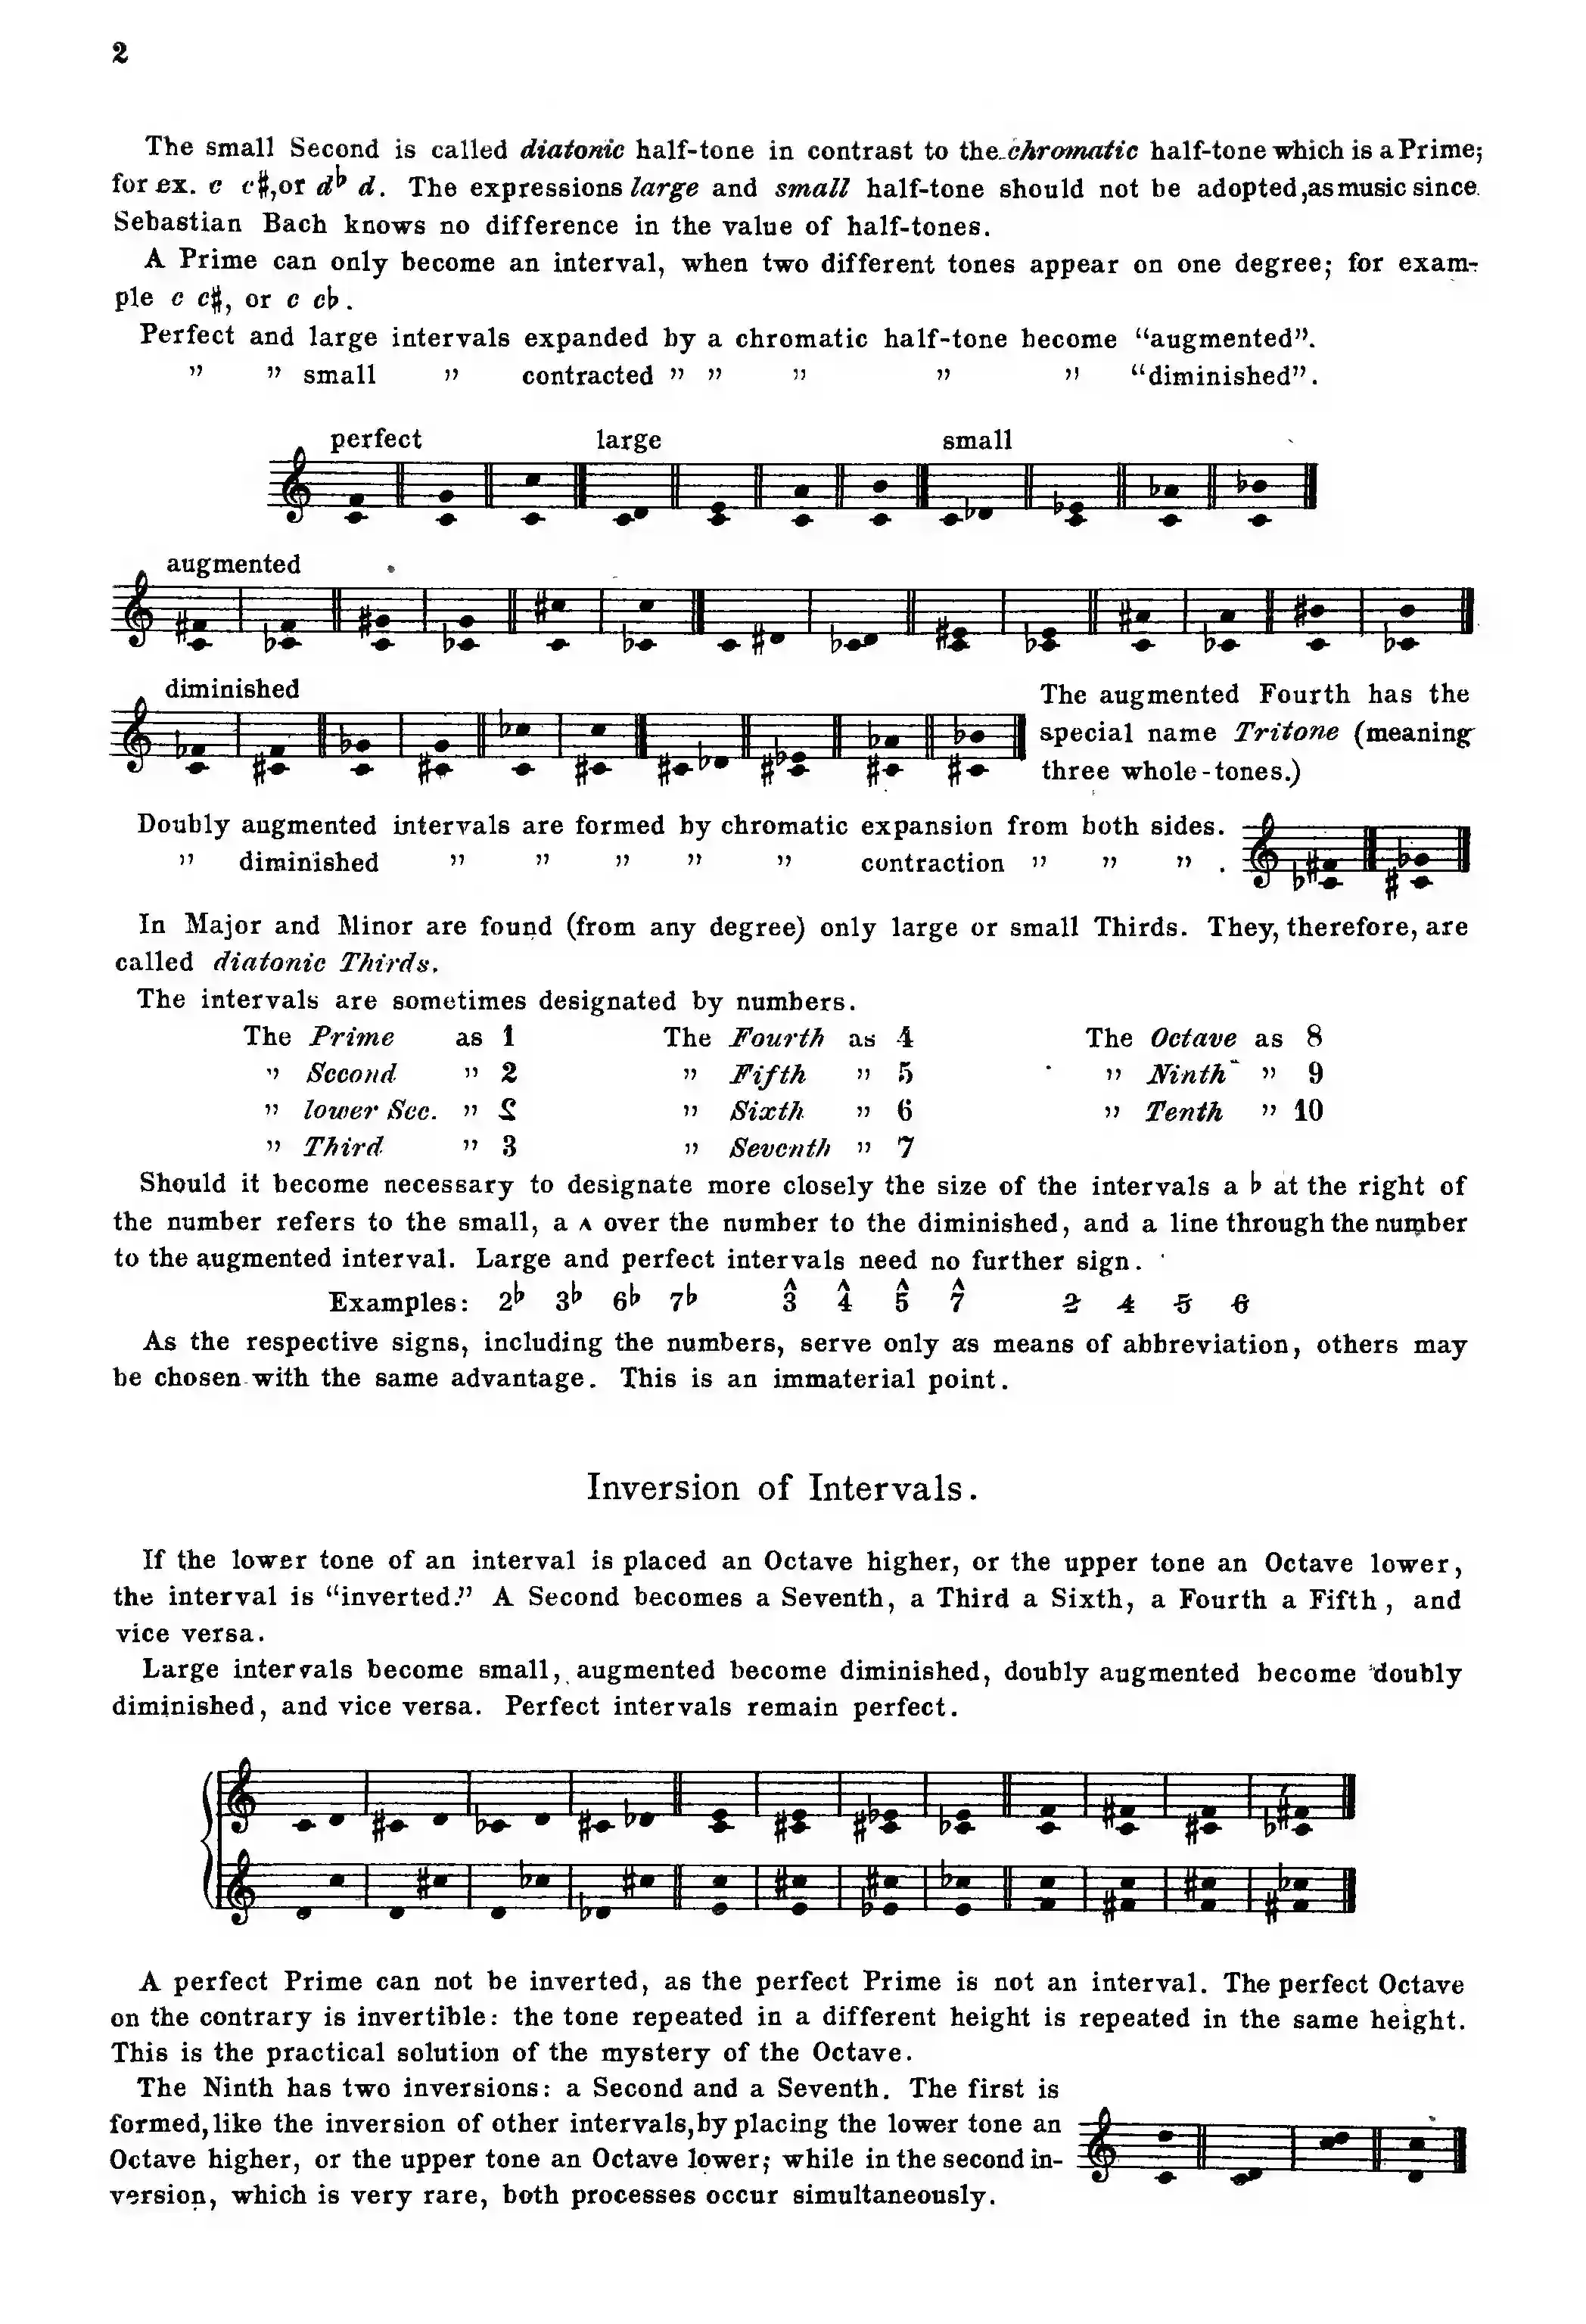 2
The small Second is called diatonic half-tone in contrast to the chromatic half-tone which is a Prime;
for ex. c c♯, or d♭ d. The expressions large and small half-tone should not be adopted, as music since
Sebastian Bach knows no difference in the value of half-tones.
A Prime can only become an interval, when two different tones appear on one degree; for exam-
ple c c♯, or c c♭.
Perfect and large intervals expanded by a chromatic half-tone become “augmented”.
” ” small ” contracted ” ” ” ” ” “diminished”.
perfect large small
augmented
diminished
The augmented Fourth has the
special name Tritone (meaning
three whole-tones.)
Doubly augmented intervals are formed by chromatic expansion from both sides.
” diminished ” ” ” ” ” contraction ” ” ” .
In Major and Minor are found (from any degree) only large or small Thirds. They, therefore, are
called diatonic Thirds.
The intervals are sometimes designated by numbers.
The Prime as 1 The Fourth as 4 The Octave as 8
” Second ” 2 ” Fifth ” 5 ” Ninth ” 9
” lower Sec. ” 2 ” Sixth ” 6 ” Tenth ” 10
” Third ” 3 ” Seventh ” 7
Should it become necessary to designate more closely the size of the intervals a ♭ at the right of
the number refers to the small, a ʌ over the number to the diminished, and a line through the number
to the augmented interval. Large and perfect intervals need no further sign.
Examples: 2♭ 3♭ 6♭ 7♭ 3̂ 4̂ 5̂ 7̂ 2̶ 4̶ 5̶ 6̶
As the respective signs, including the numbers, serve only as means of abbreviation, others may
be chosen with the same advantage. This is an immaterial point.
Inversion of Intervals.
If the lower tone of an interval is placed an Octave higher, or the upper tone an Octave lower,
the interval is “inverted.” A Second becomes a Seventh, a Third a Sixth, a Fourth a Fifth, and
vice versa.
Large intervals become small, augmented become diminished, doubly augmented become doubly
diminished, and vice versa. Perfect intervals remain perfect.
A perfect Prime can not be inverted, as the perfect Prime is not an interval. The perfect Octave
on the contrary is invertible: the tone repeated in a different height is repeated in the same height.
This is the practical solution of the mystery of the Octave.
The Ninth has two inversions: a Second and a Seventh. The first is
formed, like the inversion of other intervals, by placing the lower tone an
Octave higher, or the upper tone an Octave lower; while in the second in-
version, which is very rare, both processes occur simultaneously.